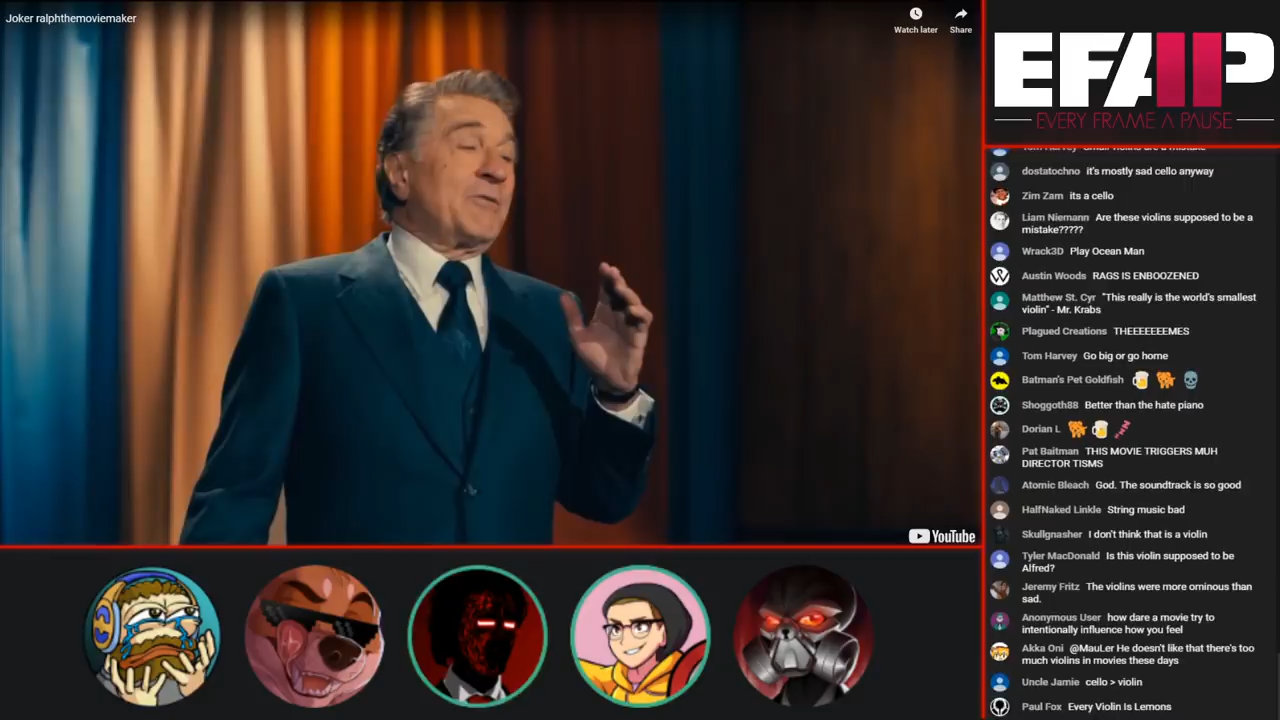 Joker ralphthemoviemaker
Watch later
Share
YouTube
EFAP
EVERY FRAME A PAUSE
Tom Harvey Small violins are a mistake
dostatochno it's mostly sad cello anyway
Zim Zam its a cello
Liam Niemann Are these violins supposed to be a
mistake?????
Wrack3D Play Ocean Man
Austin Woods RAGS IS ENBOOZENED
Matthew St. Cyr "This really is the world's smallest
violin" - Mr. Krabs
Plagued Creations THEEEEEEMES
Tom Harvey Go big or go home
Batman's Pet Goldfish 🍺 🐕 💀
Shoggoth88 Better than the hate piano
Dorian L
Pat Baitman THIS MOVIE TRIGGERS MUH
DIRECTOR TISMS
Atomic Bleach God. The soundtrack is so good
HalfNaked Linkle String music bad
Skullgnasher I don't think that is a violin
Tyler MacDonald Is this violin supposed to be
Alfred?
Jeremy Fritz The violins were more ominous than
sad.
Anonymous User how dare a movie try to
intentionally influence how you feel
Akka Oni @MauLer He doesn't like that there's too
much violins in movies these days
Uncle Jamie cello > violin
Paul Fox Every Violin Is Lemons